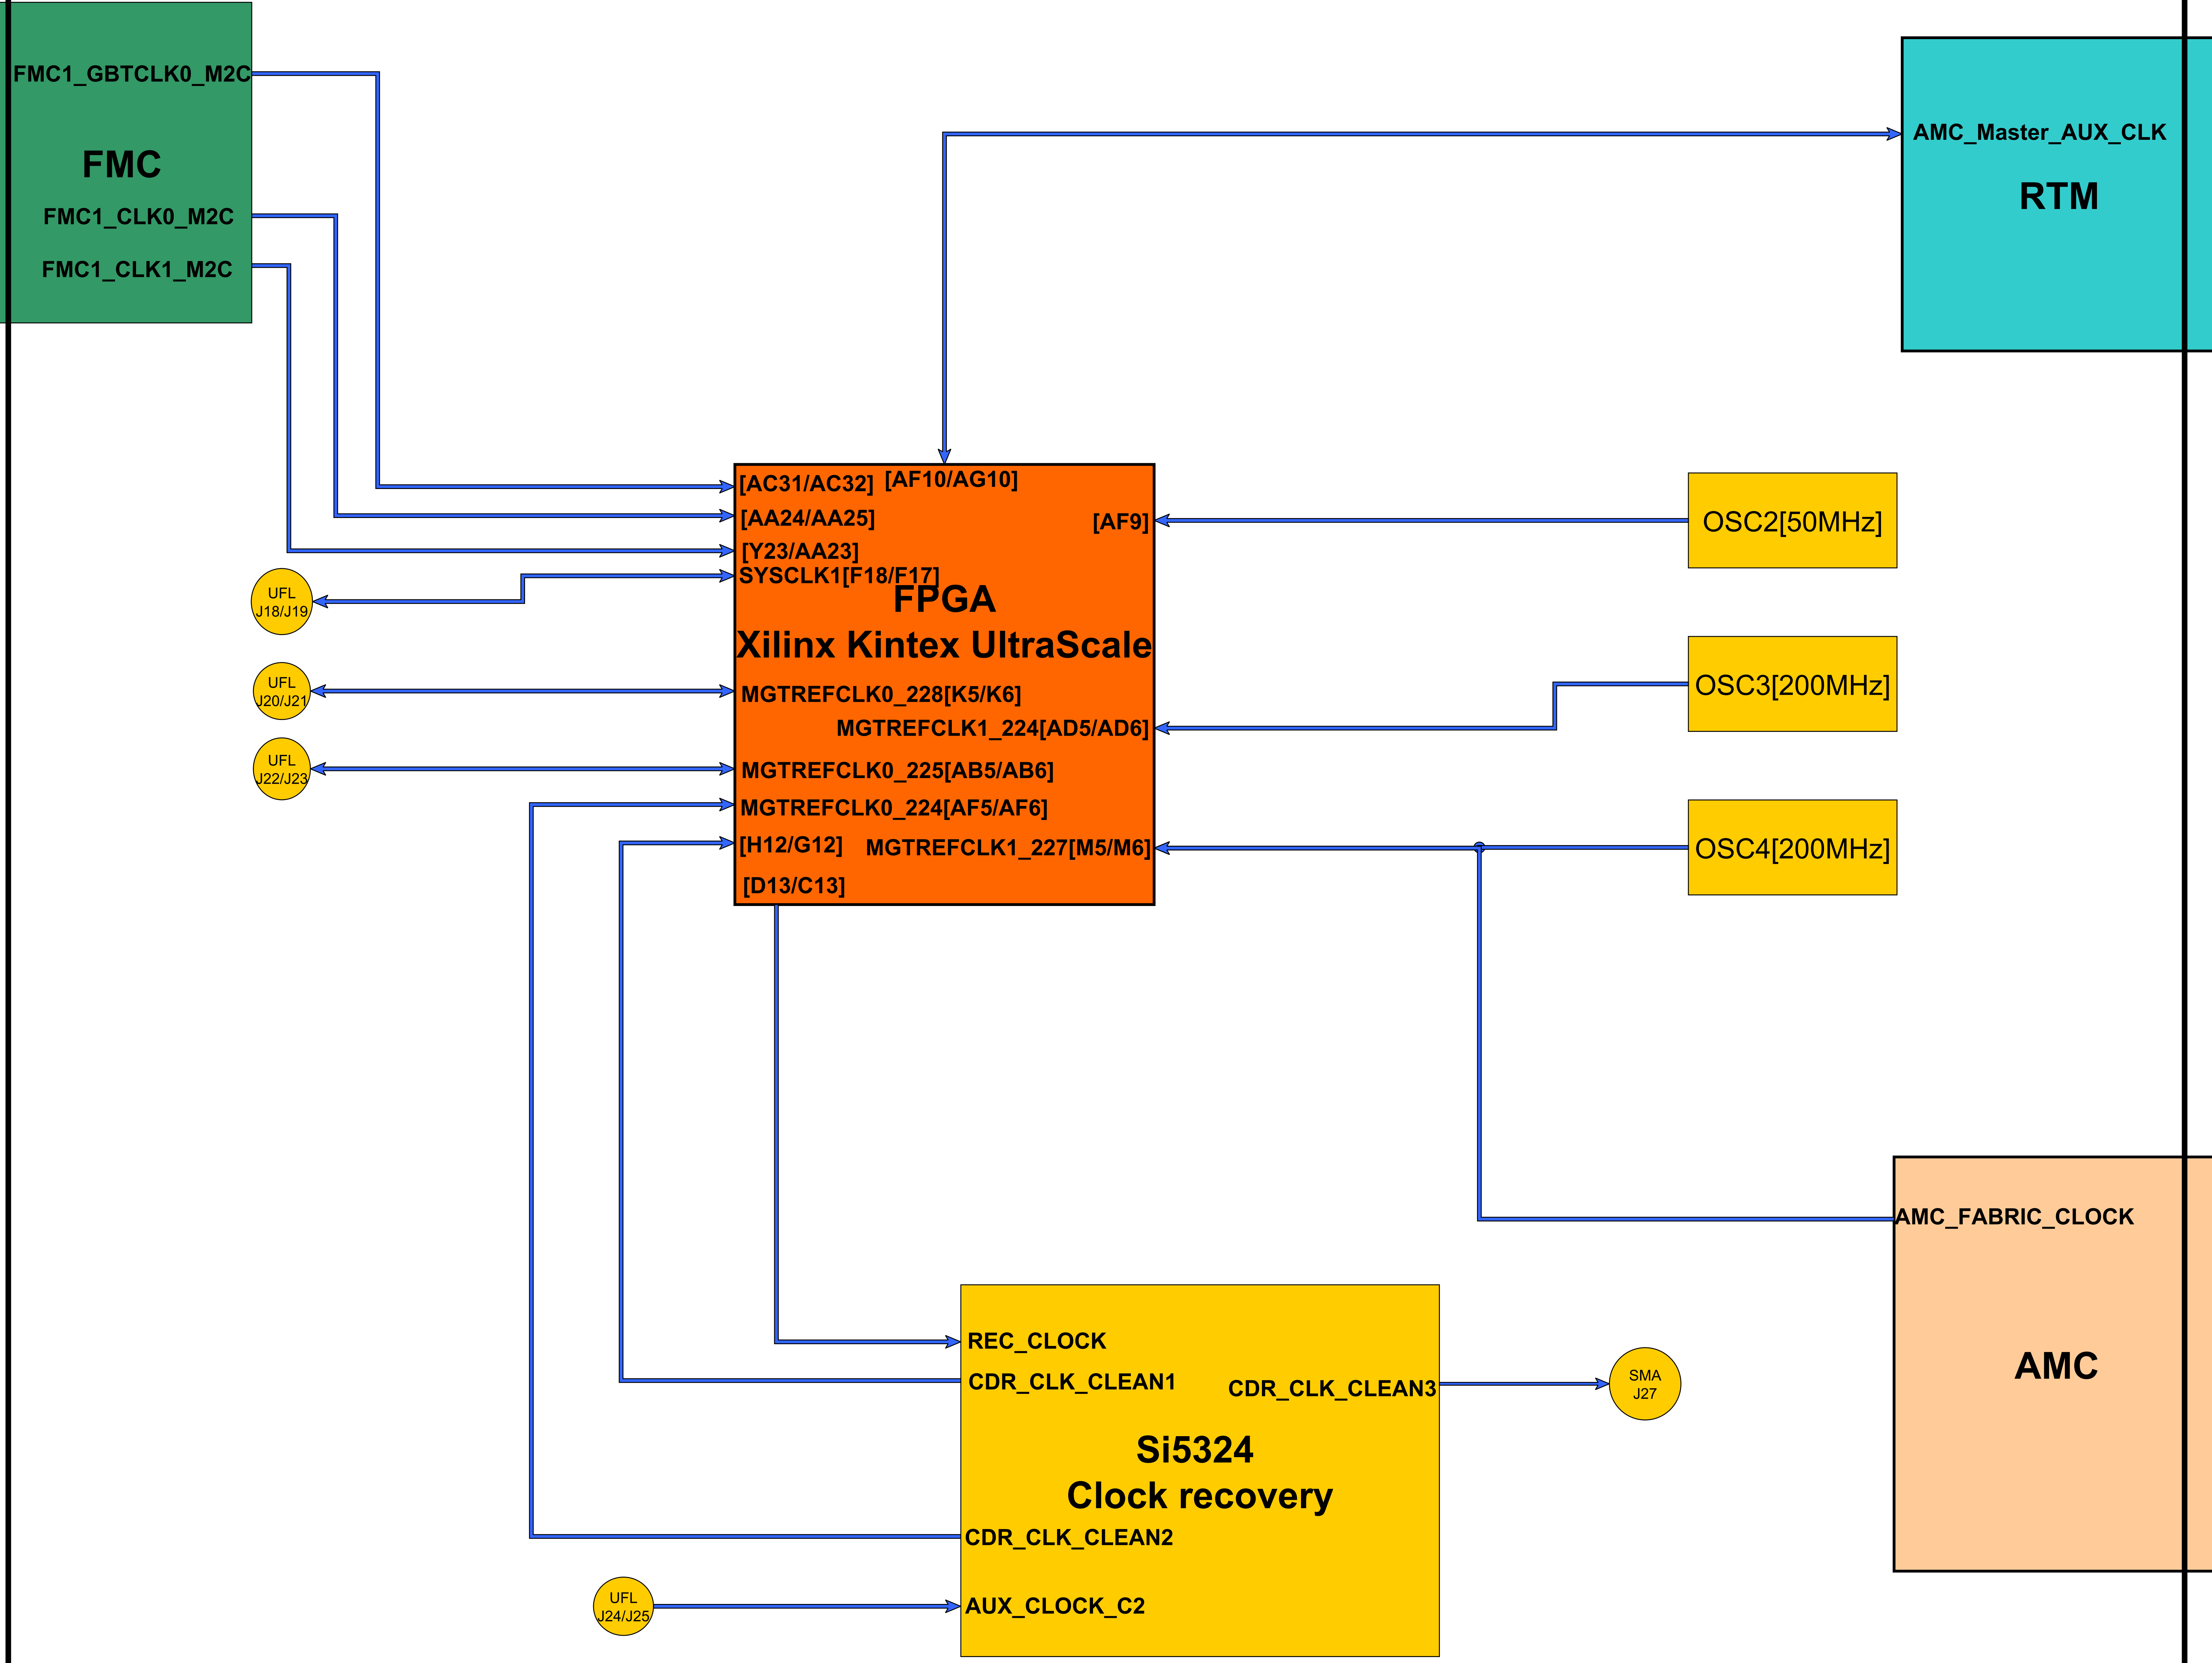 FMC1_GBTCLK0_M2C
FMC
FMC1_CLK0_M2C
FMC1_CLK1_M2C
AMC_Master_AUX_CLK
RTM
[AC31/AC32]
[AF10/AG10]
[AA24/AA25]
[AF9]
[Y23/AA23]
SYSCLK1[F18/F17]
FPGA
Xilinx Kintex UltraScale
MGTREFCLK0_228[K5/K6]
MGTREFCLK1_224[AD5/AD6]
MGTREFCLK0_225[AB5/AB6]
MGTREFCLK0_224[AF5/AF6]
[H12/G12]
MGTREFCLK1_227[M5/M6]
[D13/C13]
UFL
J18/J19
UFL
J20/J21
UFL
J22/J23
OSC2[50MHz]
OSC3[200MHz]
OSC4[200MHz]
AMC_FABRIC_CLOCK
AMC
REC_CLOCK
CDR_CLK_CLEAN1
CDR_CLK_CLEAN3
Si5324
Clock recovery
CDR_CLK_CLEAN2
AUX_CLOCK_C2
SMA
J27
UFL
J24/J25